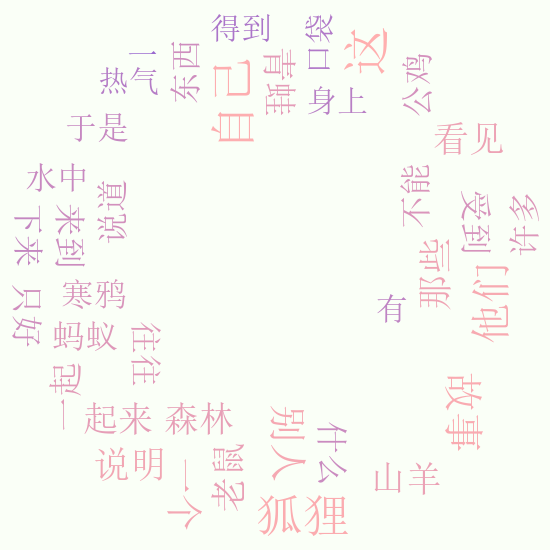 得到
口袋
这
一
热气
东西
自己
青蛙
身上
公鸡
看见
于是
水中
说道
不能
受到
许多
下来
来到
那些
他们
寒鸦
有
只好
蚂蚁
往往
一起
起来
森林
别人
什么
故事
说明
一个
老鼠
山羊
狐狸